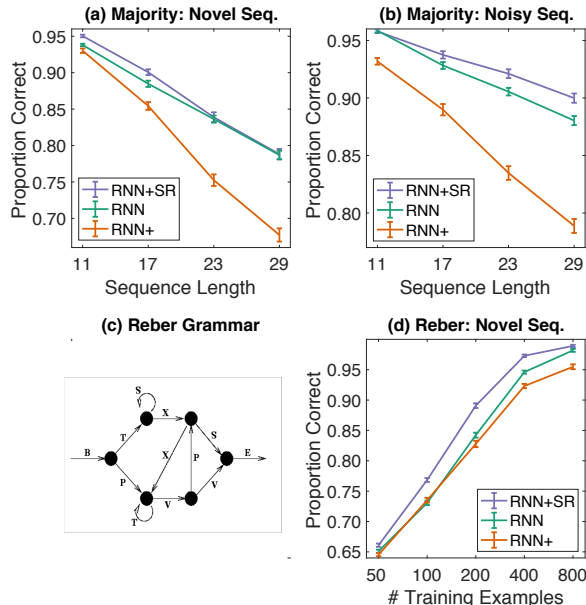 (a) Majority: Novel Seq.
Proportion Correct
0.95
0.90
0.85
0.80
0.75
0.70
RNN+SR
RNN
RNN+
11 17 23 29
Sequence Length
(b) Majority: Noisy Seq.
Proportion Correct
0.95
0.90
0.85
0.80
RNN+SR
RNN
RNN+
11 17 23 29
Sequence Length
(c) Reber Grammar
S
X
T
S
B
X
P
E
P
V
V
T
(d) Reber: Novel Seq.
Proportion Correct
0.95
0.90
0.85
0.80
0.75
0.70
0.65
RNN+SR
RNN
RNN+
50 100 200 400 800
# Training Examples